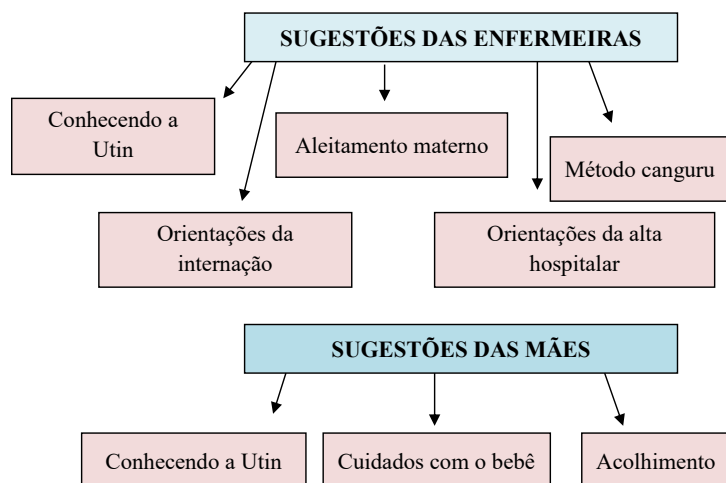 SUGESTÕES DAS ENFERMEIRAS
Conhecendo a
Utin
Aleitamento materno
Método canguru
Orientações da
internação
Orientações da alta
hospitalar
SUGESTÕES DAS MÃES
Conhecendo a Utin
Cuidados com o bebê
Acolhimento